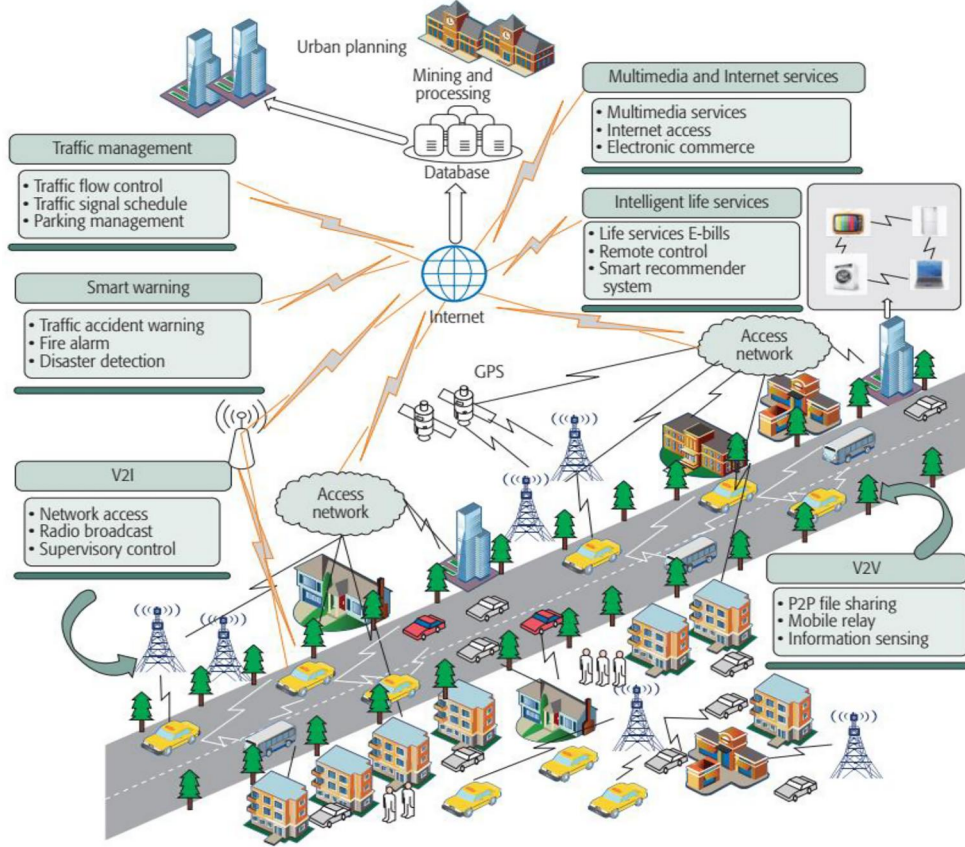 Urban planning
Mining and
processing
Database
Multimedia and Internet services
• Multimedia services
• Internet access
• Electronic commerce
Traffic management
• Traffic flow control
• Traffic signal schedule
• Parking management
Intelligent life services
• Life services E-bills
• Remote control
• Smart recommender
system
Smart warning
• Traffic accident warning
• Fire alarm
• Disaster detection
Internet
Access
network
GPS
V2I
• Network access
• Radio broadcast
• Supervisory control
Access
network
V2V
• P2P file sharing
• Mobile relay
• Information sensing